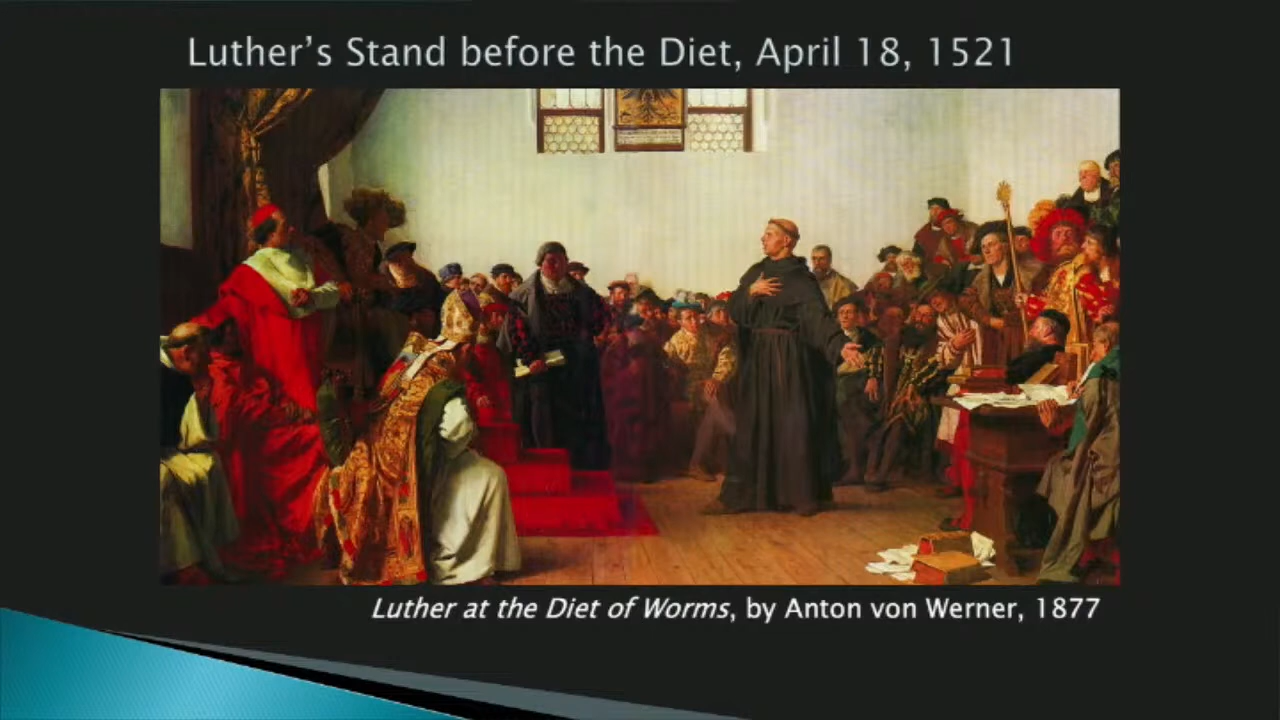 Luther's Stand before the Diet, April 18, 1521
Luther at the Diet of Worms, by Anton von Werner, 1877